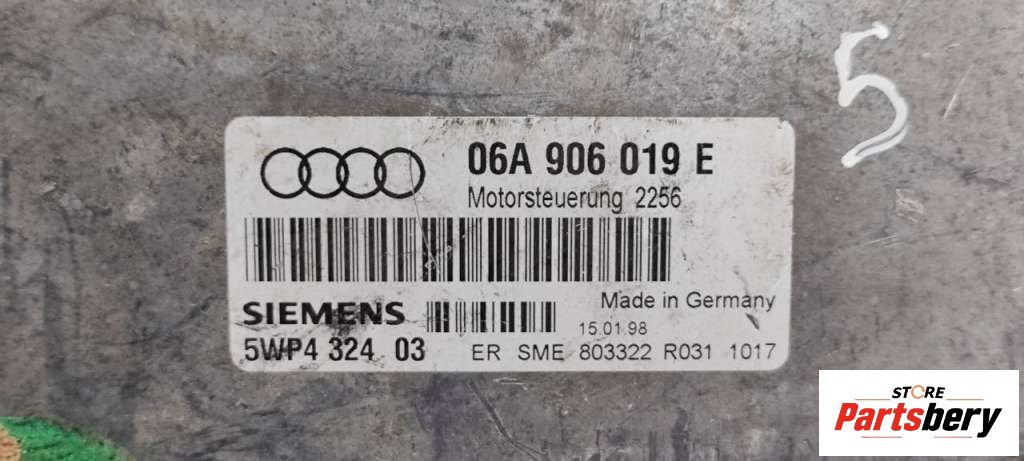 5
06A 906 019 E
Motorsteuerung 2256
SIEMENS
Made in Germany
15.01.98
5WP4 324 03
ER SME 803322 R031 1017
STORE
Partsbery